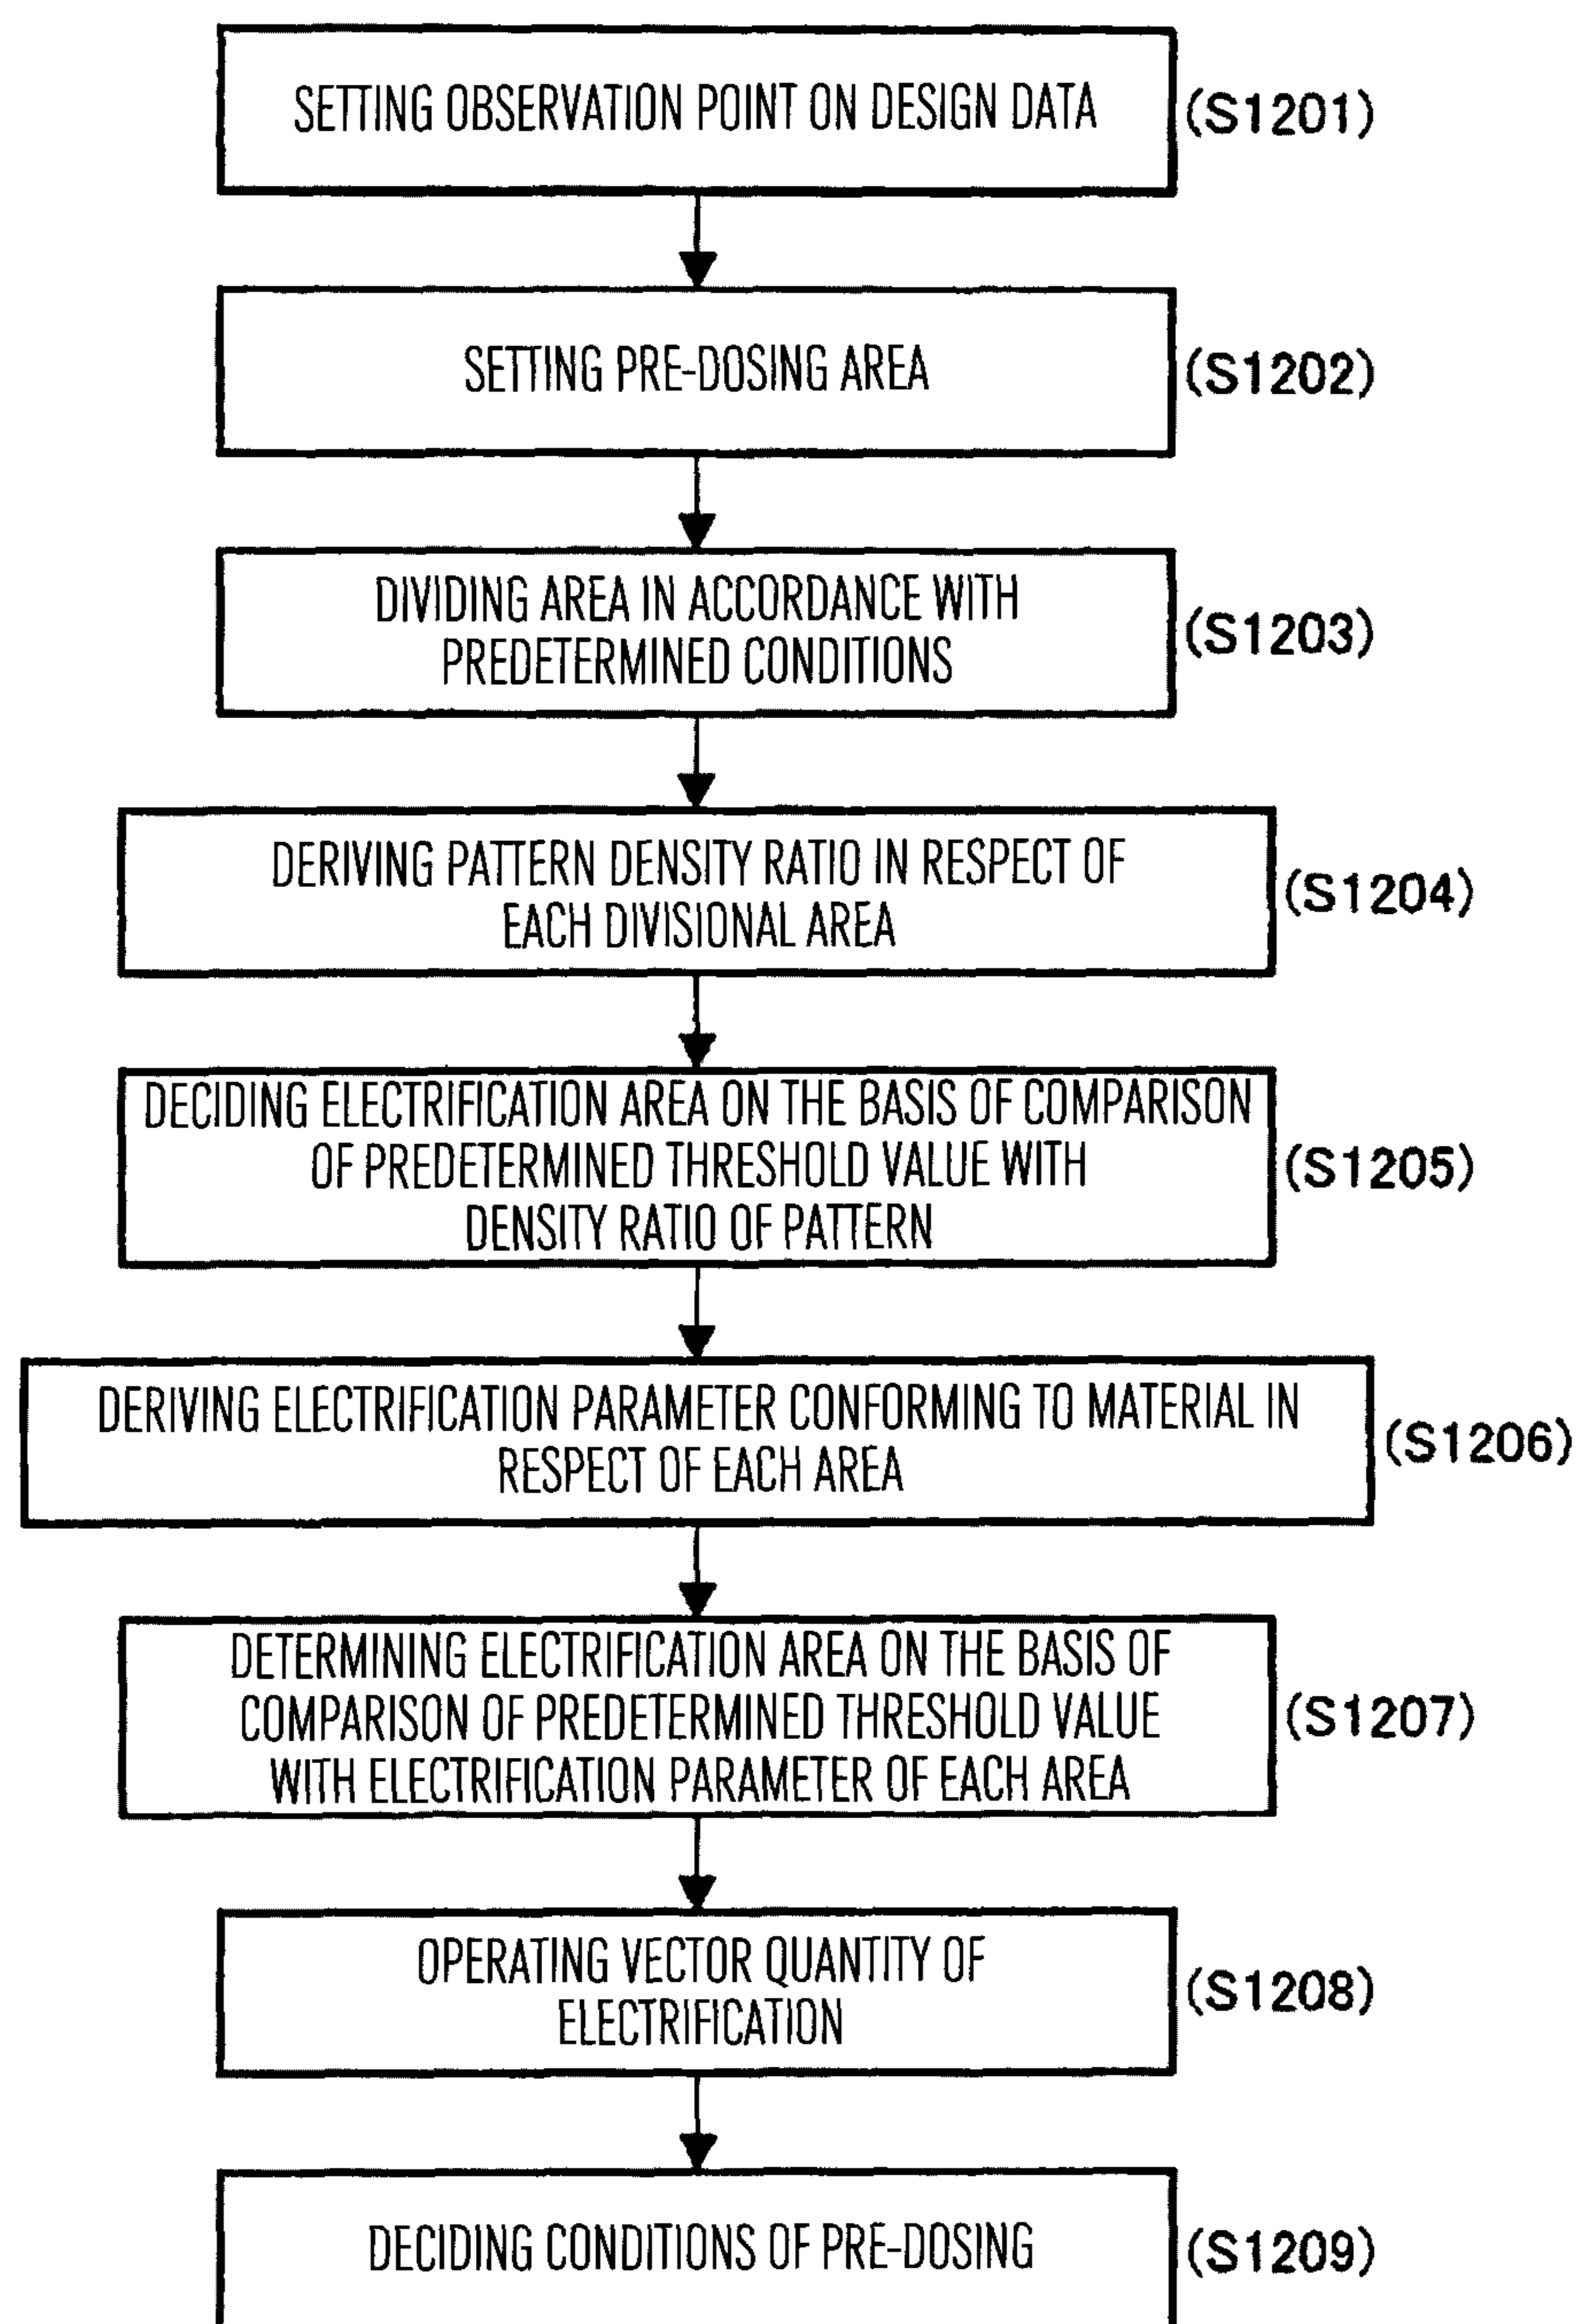 SETTING OBSERVATION POINT ON DESIGN DATA
(S1201)
SETTING PRE-DOSING AREA
(S1202)
DIVIDING AREA IN ACCORDANCE WITH
PREDETERMINED CONDITIONS
(S1203)
DERIVING PATTERN DENSITY RATIO IN RESPECT OF
EACH DIVISIONAL AREA
(S1204)
DECIDING ELECTRIFICATION AREA ON THE BASIS OF COMPARISON
OF PREDETERMINED THRESHOLD VALUE WITH
DENSITY RATIO OF PATTERN
(S1205)
DERIVING ELECTRIFICATION PARAMETER CONFORMING TO MATERIAL IN
RESPECT OF EACH AREA
(S1206)
DETERMINING ELECTRIFICATION AREA ON THE BASIS OF
COMPARISON OF PREDETERMINED THRESHOLD VALUE
WITH ELECTRIFICATION PARAMETER OF EACH AREA
(S1207)
OPERATING VECTOR QUANTITY OF
ELECTRIFICATION
(S1208)
DECIDING CONDITIONS OF PRE-DOSING
(S1209)